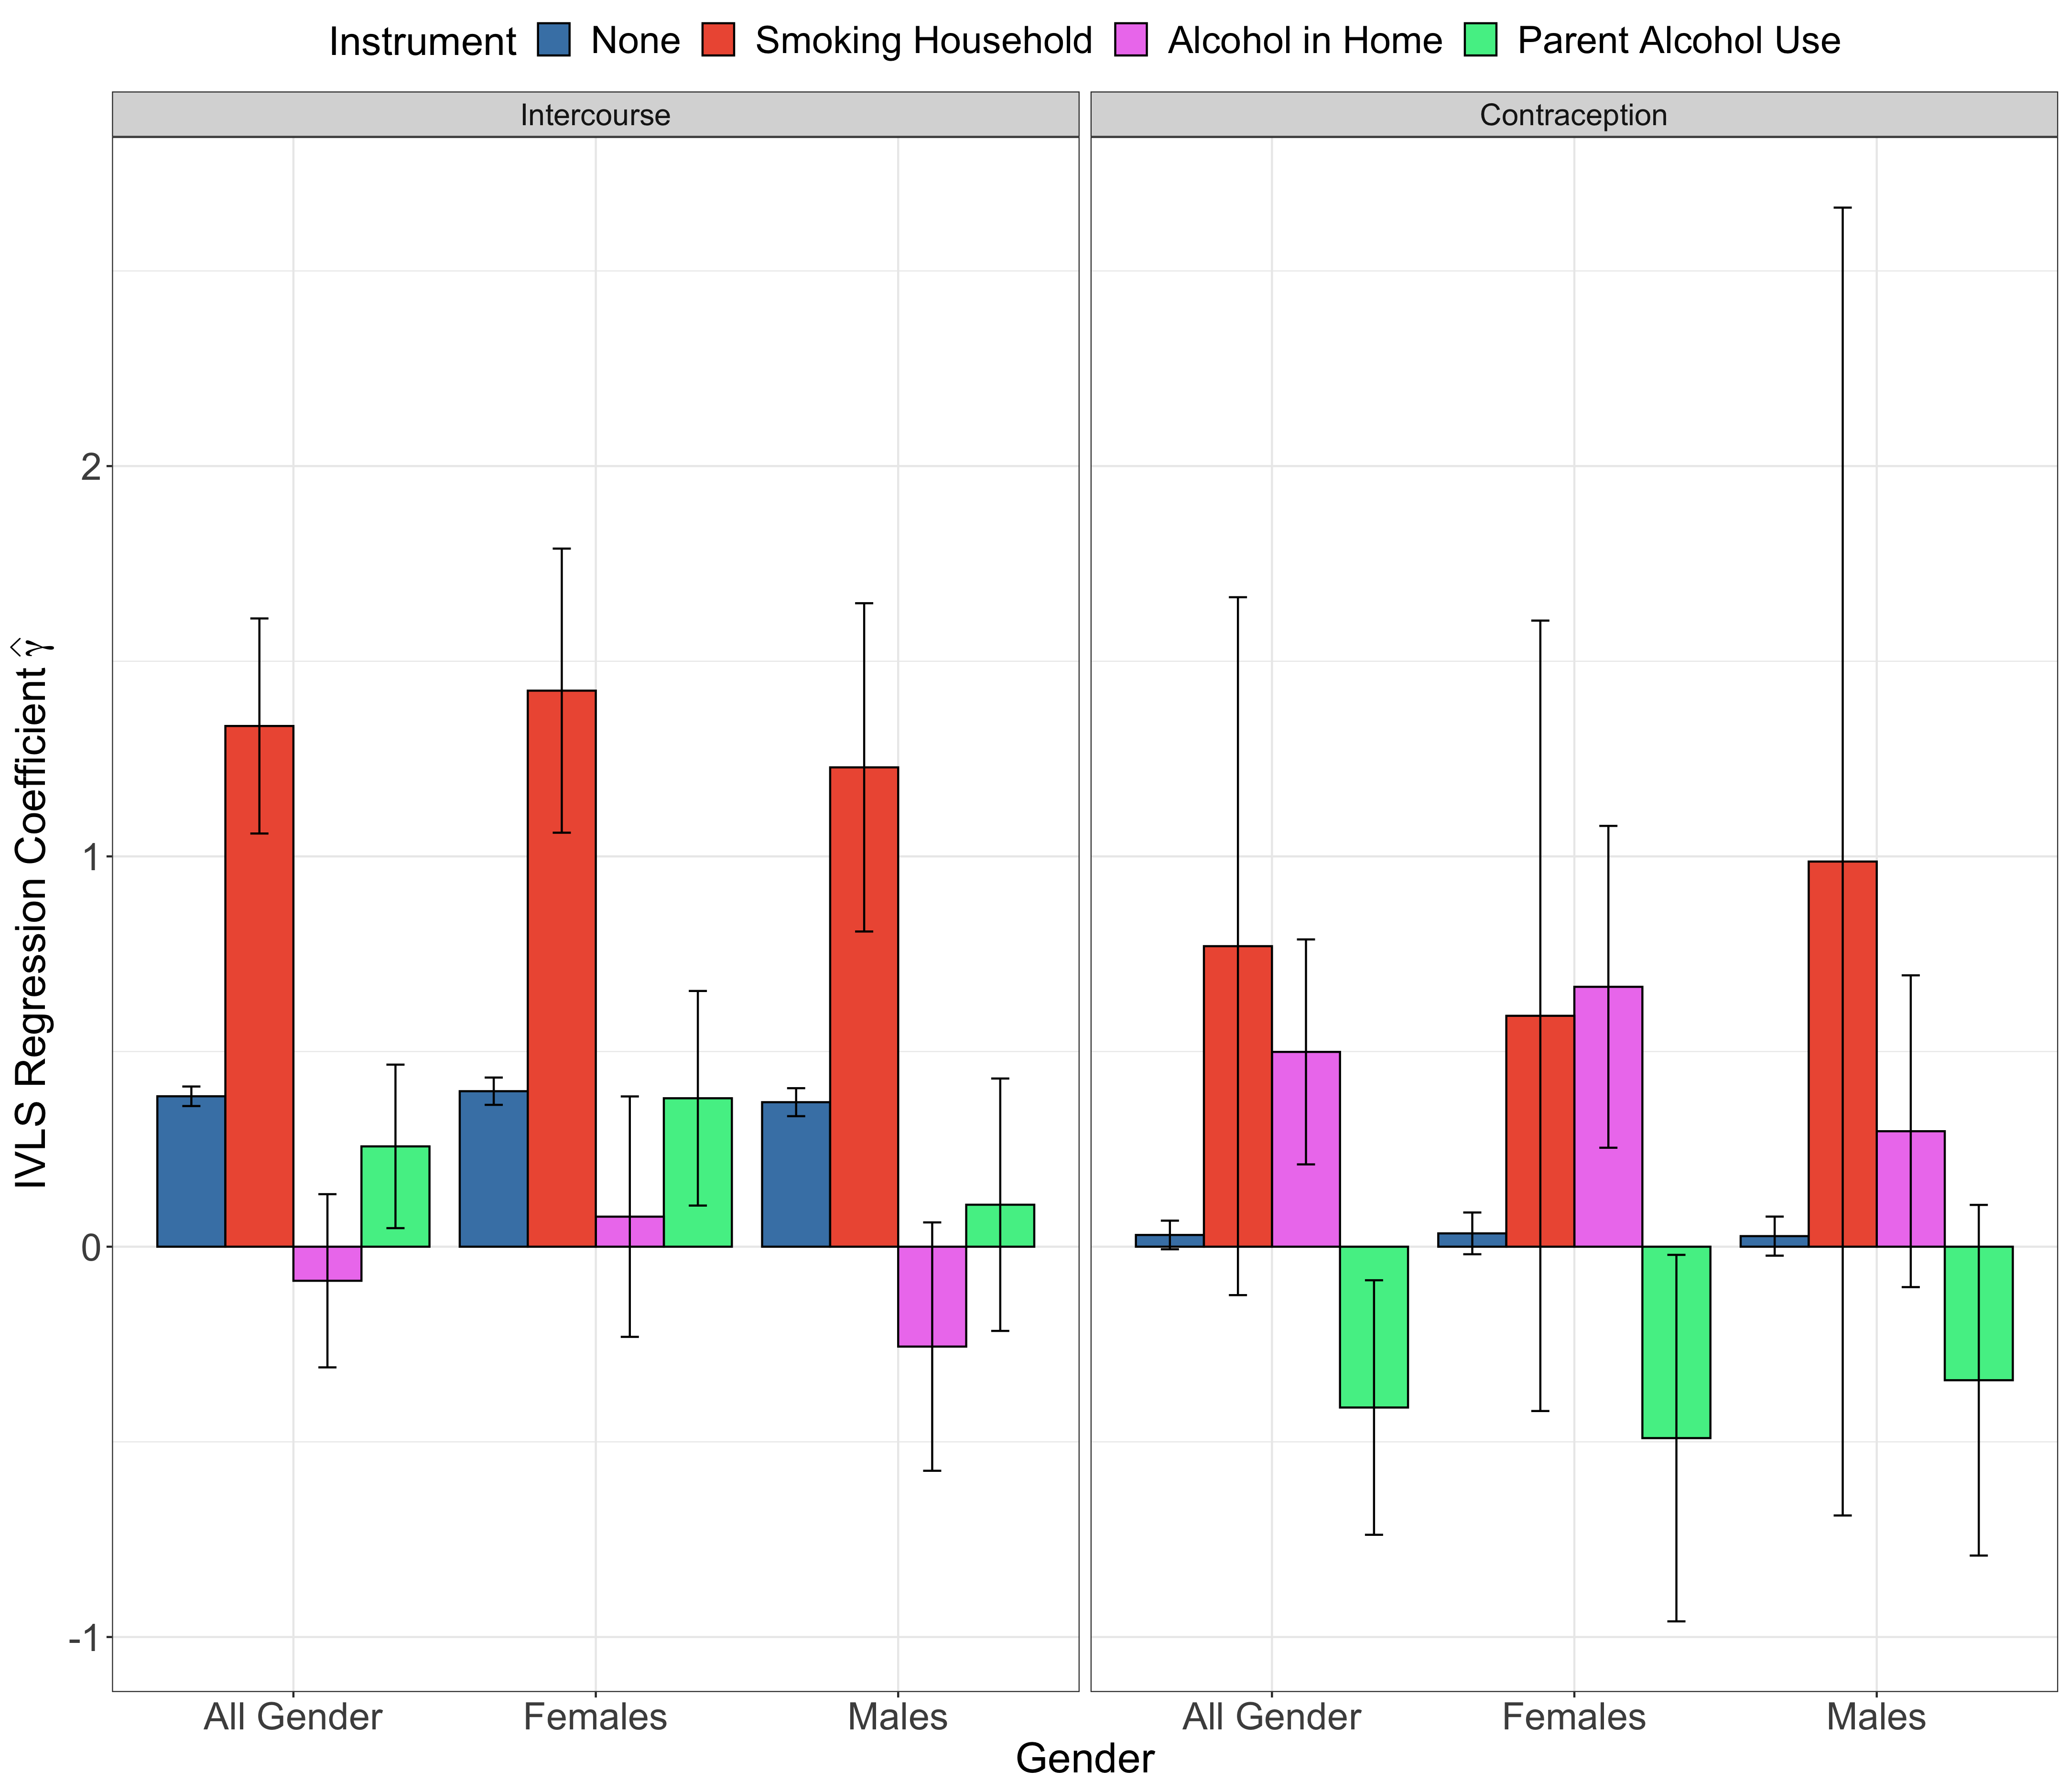 Instrument None Smoking Household Alcohol in Home Parent Alcohol Use
Intercourse
Contraception
IVLS Regression Coefficient γ̂
2
1
0
-1
All Gender Females Males
All Gender Females Males
Gender